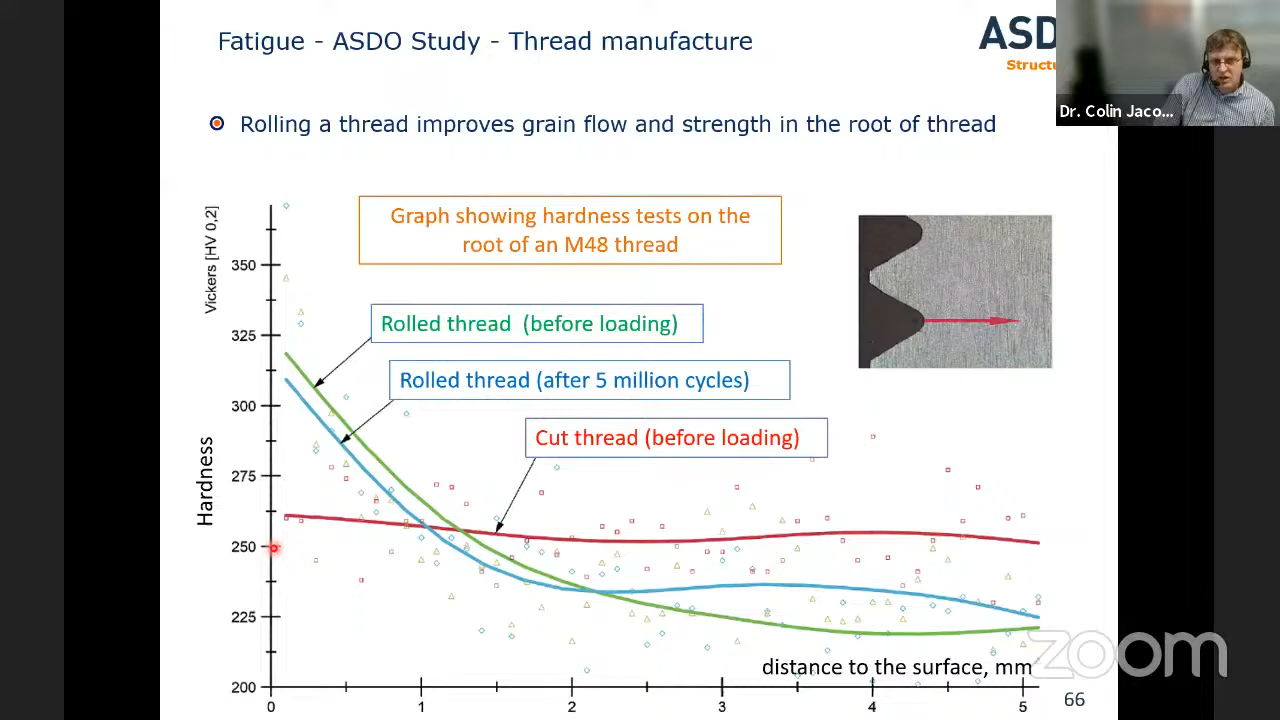 Fatigue - ASDO Study - Thread manufacture
ASD
Structu
Dr. Colin Jaco...
Rolling a thread improves grain flow and strength in the root of thread
Graph showing hardness tests on the
root of an M48 thread
Vickers [HV 0,2]
Hardness
350
325
300
275
250
225
200
Rolled thread (before loading)
Rolled thread (after 5 million cycles)
Cut thread (before loading)
distance to the surface, mm
0
1
2
3
4
5
zoom
66